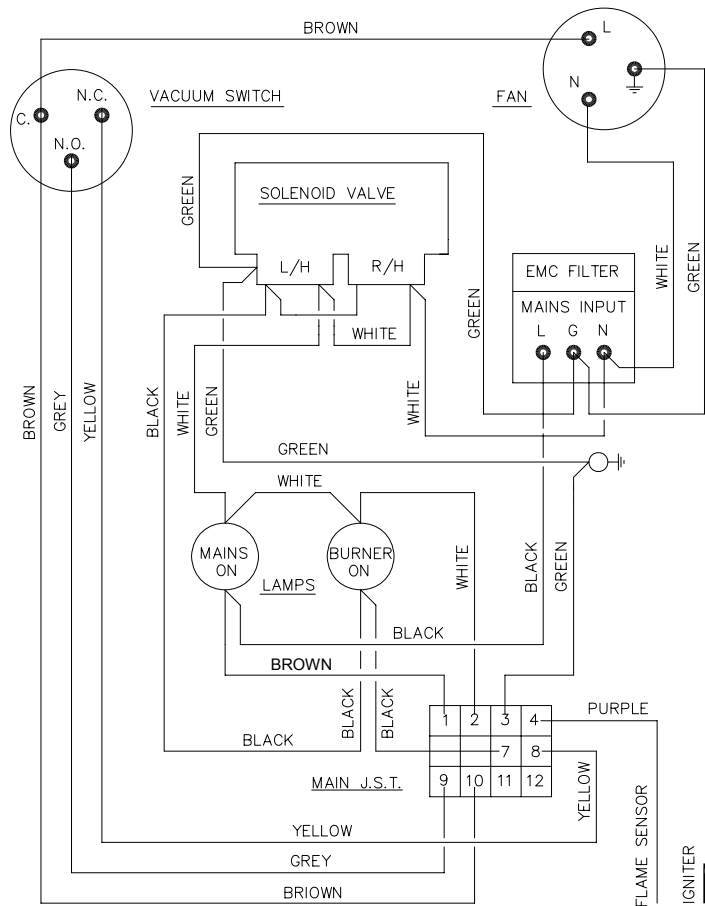 BROWN
L
N
FAN
C.
N.C.
N.O.
VACUUM SWITCH
GREEN
SOLENOID VALVE
L/H
R/H
WHITE
GREEN
EMC FILTER
MAINS INPUT
L G N
WHITE
GREEN
BROWN
GREY
YELLOW
BLACK
WHITE
GREEN
WHITE
GREEN
WHITE
MAINS
ON
BURNER
ON
LAMPS
WHITE
BLACK
GREEN
BLACK
BROWN
BLACK
BLACK
BLACK
1 2 3 4
7 8
9 10 11 12
MAIN J.S.T.
PURPLE
YELLOW
FLAME SENSOR
IGNITER
YELLOW
GREY
BRIOWN